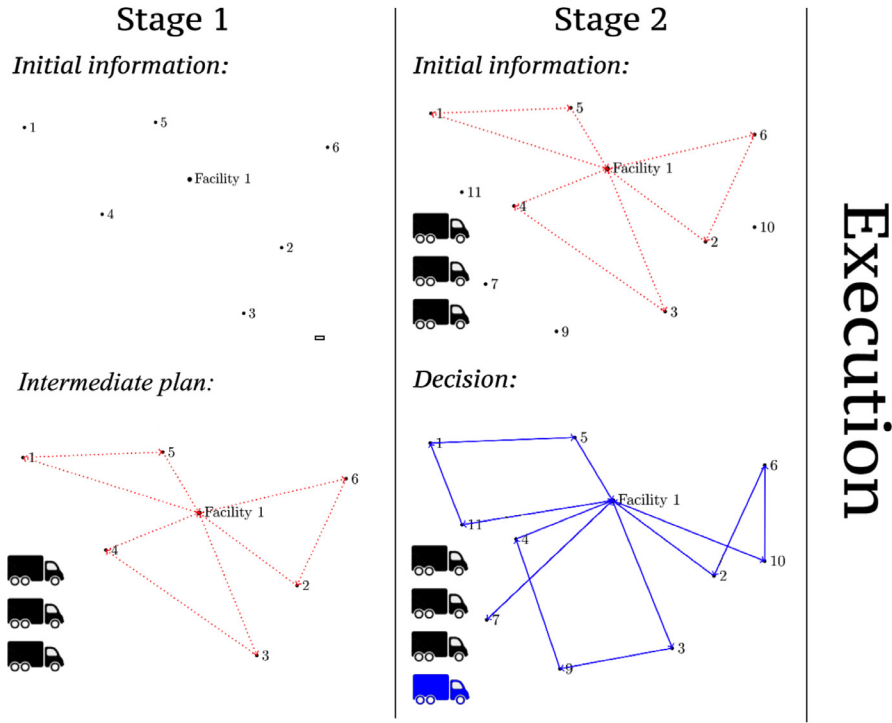 Stage 1
Initial information:
1
5
6
Facility 1
4
2
3
Intermediate plan:
5
1
6
Facility 1
4
2
3
Stage 2
Initial information:
5
1
6
Facility 1
11
4
10
2
7
3
9
Decision:
5
1
6
Facility 1
11
4
10
2
7
3
9
Execution